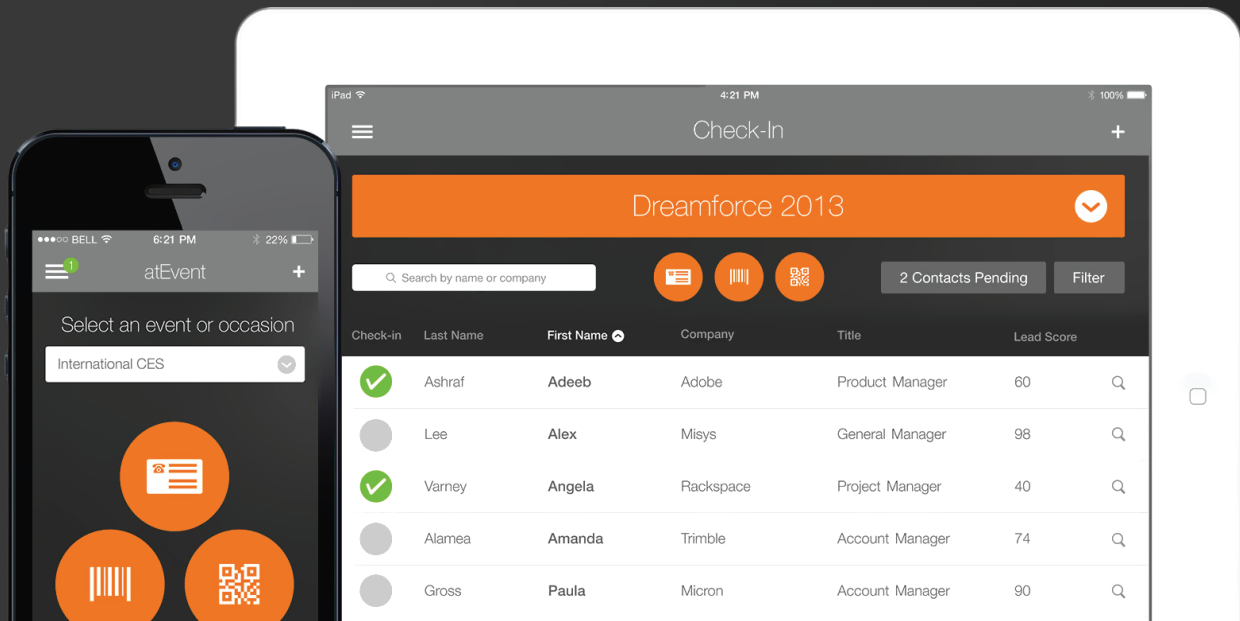 iPad 4:21 PM 100%
Check-In +
Dreamforce 2013
Search by name or company 2 Contacts Pending Filter
Check-in Last Name First Name Company Title Lead Score
Ashraf Adeeb Adobe Product Manager 60
Lee Alex Misys General Manager 98
Varney Angela Rackspace Project Manager 40
Alamea Amanda Trimble Account Manager 74
Gross Paula Micron Account Manager 90
BELL 6:21 PM 22%
1 atEvent +
Select an event or occasion
International CES